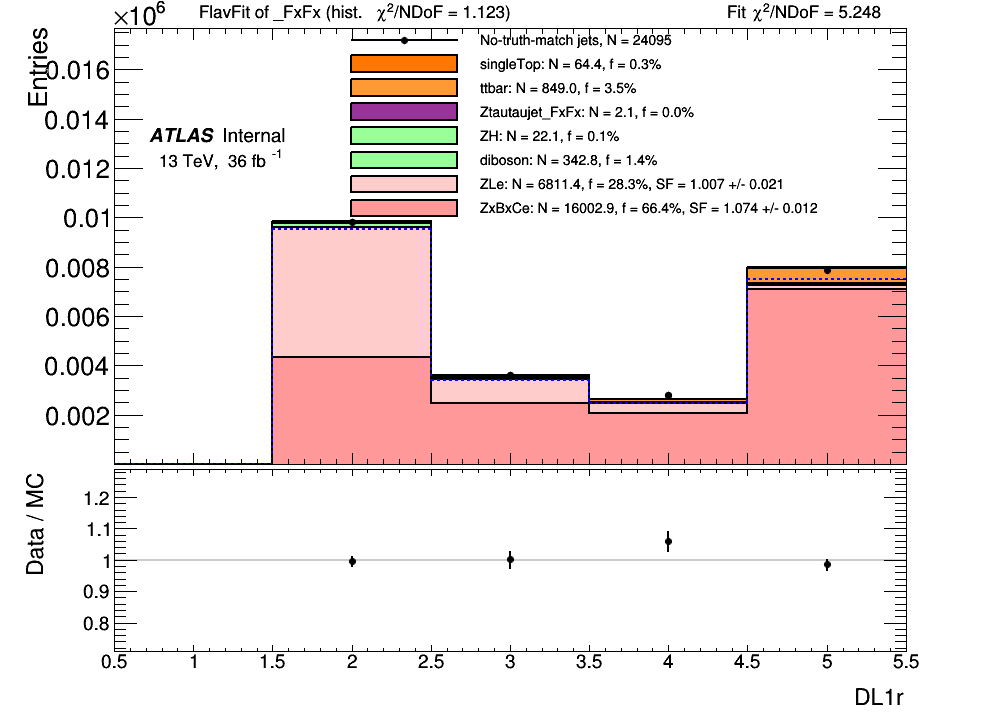 ×10⁶
FlavFit of _FxFx (hist. χ²/NDoF = 1.123)
Fit χ²/NDoF = 5.248
Entries
0.016
0.014
0.012
0.01
0.008
0.006
0.004
0.002
ATLAS Internal
13 TeV, 36 fb⁻¹
No-truth-match jets, N = 24095
singleTop: N = 64.4, f = 0.3%
ttbar: N = 849.0, f = 3.5%
Ztautaujet_FxFx: N = 2.1, f = 0.0%
ZH: N = 22.1, f = 0.1%
diboson: N = 342.8, f = 1.4%
ZLe: N = 6811.4, f = 28.3%, SF = 1.007 +/- 0.021
ZxBxCe: N = 16002.9, f = 66.4%, SF = 1.074 +/- 0.012
Data / MC
1.2
1.1
1
0.9
0.8
0.5 1 1.5 2 2.5 3 3.5 4 4.5 5 5.5
DL1r